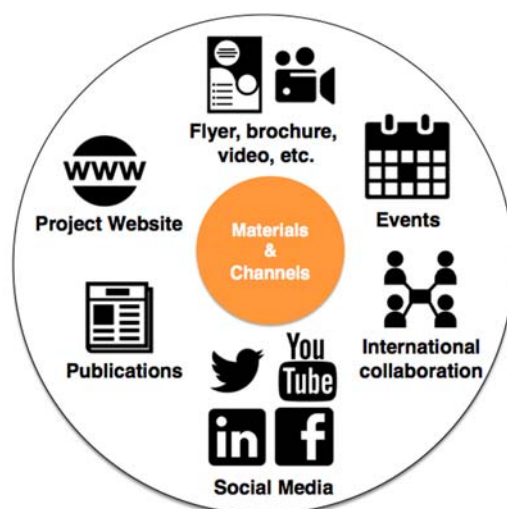 Flyer, brochure,
video, etc.
WWW
Project Website
Events
Materials
&
Channels
International
collaboration
Publications
You
Tube
in
f
Social Media